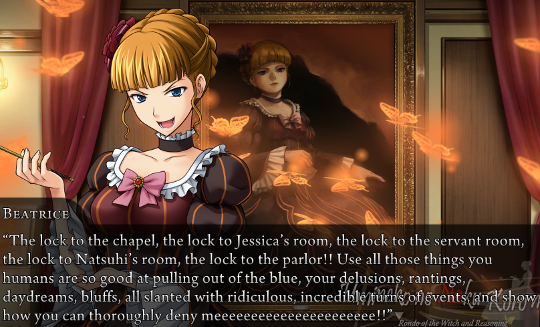 BEATRICE
“The lock to the chapel, the lock to Jessica’s room, the lock to the servant room,
the lock to Natsuhi’s room, the lock to the parlor!! Use all those things you
humans are so good at pulling out of the blue, your delusions, rantings,
daydreams, bluffs, all slanted with ridiculous, incredible turns of events, and show
how you can thoroughly deny meeeeeeeeeeeeeeeeeeeeeee!!”
Rondo of the Witch and Reasoning